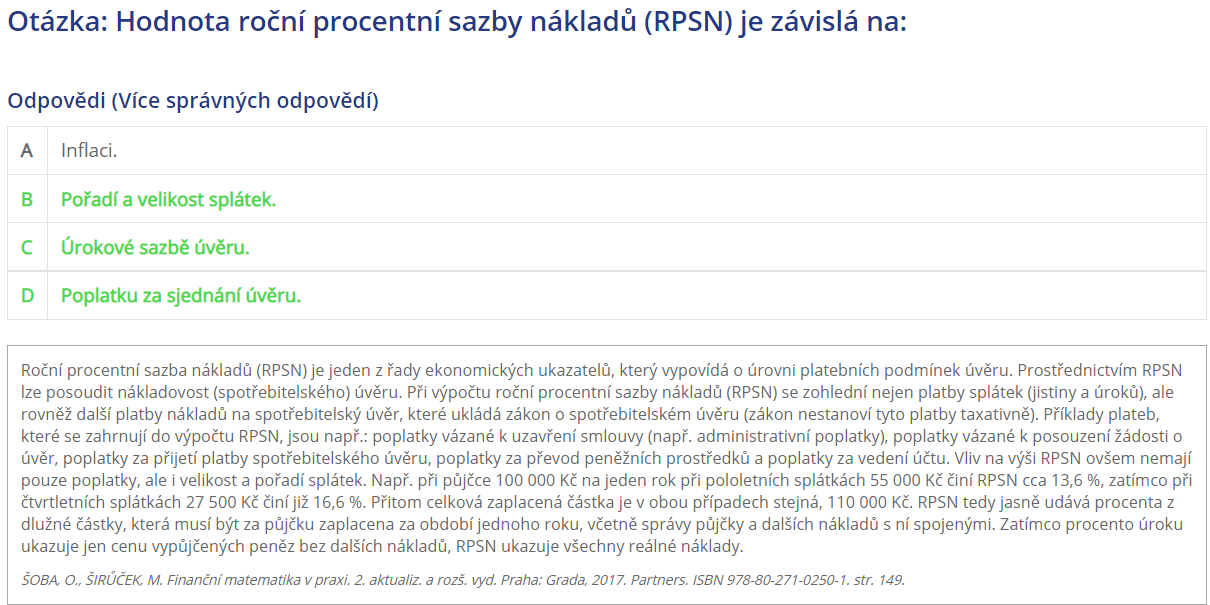 Otázka: Hodnota roční procentní sazby nákladů (RPSN) je závislá na:
Odpovědi (Více správných odpovědí)
A Inflaci.
B Pořadí a velikost splátek.
C Úrokové sazbě úvěru.
D Poplatku za sjednání úvěru.
Roční procentní sazba nákladů (RPSN) je jeden z řady ekonomických ukazatelů, který vypovídá o úrovni platebních podmínek úvěru. Prostřednictvím RPSN
lze posoudit nákladovost (spotřebitelského) úvěru. Při výpočtu roční procentní sazby nákladů (RPSN) se zohlední nejen platby splátek (jistiny a úroků), ale
rovněž další platby nákladů na spotřebitelský úvěr, které ukládá zákon o spotřebitelském úvěru (zákon nestanoví tyto platby taxativně). Příklady plateb,
které se zahrnují do výpočtu RPSN, jsou např.: poplatky vázané k uzavření smlouvy (např. administrativní poplatky), poplatky vázané k posouzení žádosti o
úvěr, poplatky za přijetí platby spotřebitelského úvěru, poplatky za převod peněžních prostředků a poplatky za vedení účtu. Vliv na výši RPSN ovšem nemají
pouze poplatky, ale i velikost a pořadí splátek. Např. při půjčce 100 000 Kč na jeden rok při pololetních splátkách 55 000 Kč činí RPSN cca 13,6 %, zatímco při
čtvrtletních splátkách 27 500 Kč činí již 16,6 %. Přitom celková zaplacená částka je v obou případech stejná, 110 000 Kč. RPSN tedy jasně udává procenta z
dlužné částky, která musí být za půjčku zaplacena za období jednoho roku, včetně správy půjčky a dalších nákladů s ní spojenými. Zatímco procento úroku
ukazuje jen cenu vypůjčených peněz bez dalších nákladů, RPSN ukazuje všechny reálné náklady.
ŠOBA, O., ŠIRŮČEK, M. Finanční matematika v praxi. 2. aktualiz. a rozš. vyd. Praha: Grada, 2017. Partners. ISBN 978-80-271-0250-1. str. 149.